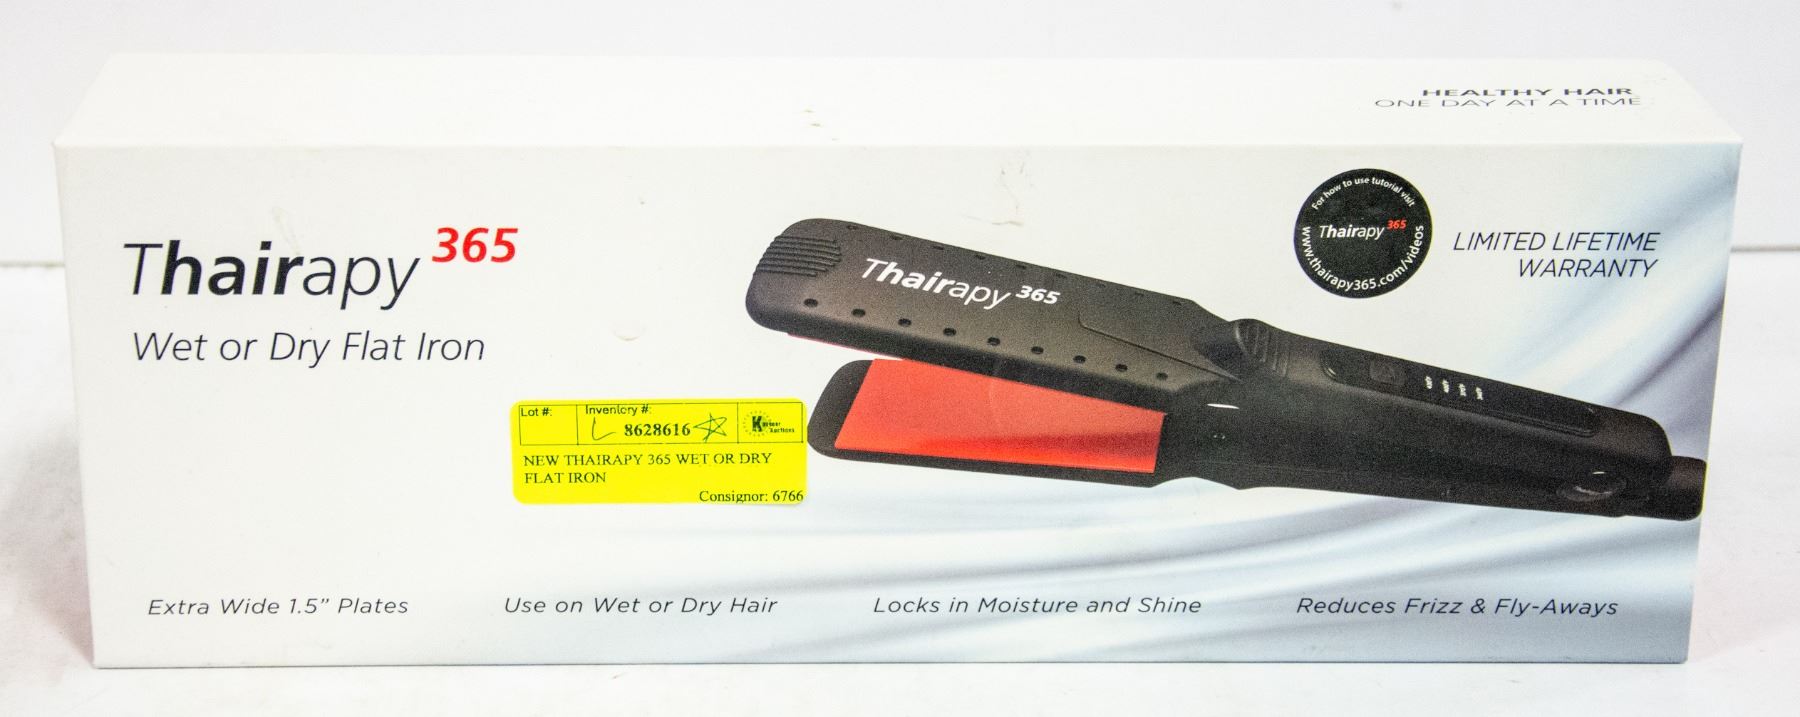 HEALTHY HAIR
ONE DAY AT A TIME
Thairapy 365
Wet or Dry Flat Iron
Thairapy 365
For how to use tutorial visit
Thairapy 365
www.thairapy365.com/videos
LIMITED LIFETIME
WARRANTY
Lot #: Inventory #:
L 8628616
NEW THAIRAPY 365 WET OR DRY
FLAT IRON
Consignor: 6766
Extra Wide 1.5” Plates
Use on Wet or Dry Hair
Locks in Moisture and Shine
Reduces Frizz & Fly-Aways